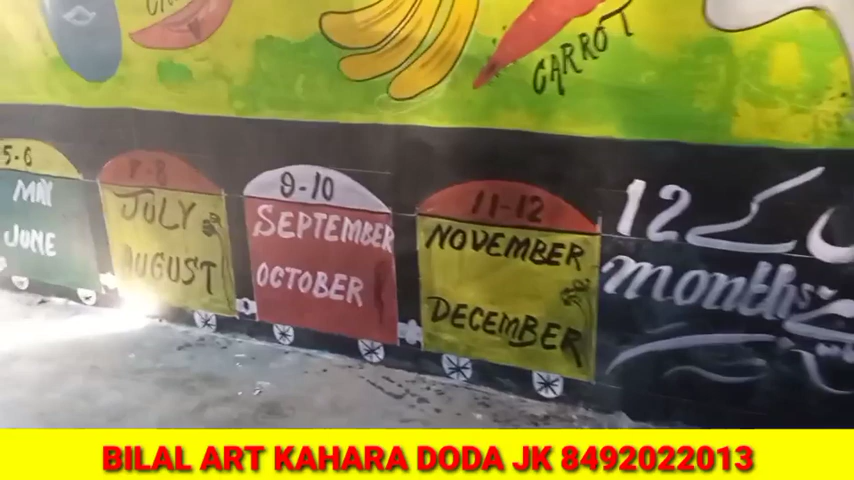 CARROT
5-6
MAY
JUNE
7-8
JULY
AUGUST
9-10
SEPTEMBER
OCTOBER
11-12
NOVEMBER
DECEMBER
12 کے
months
BILAL ART KAHARA DODA JK 8492022013